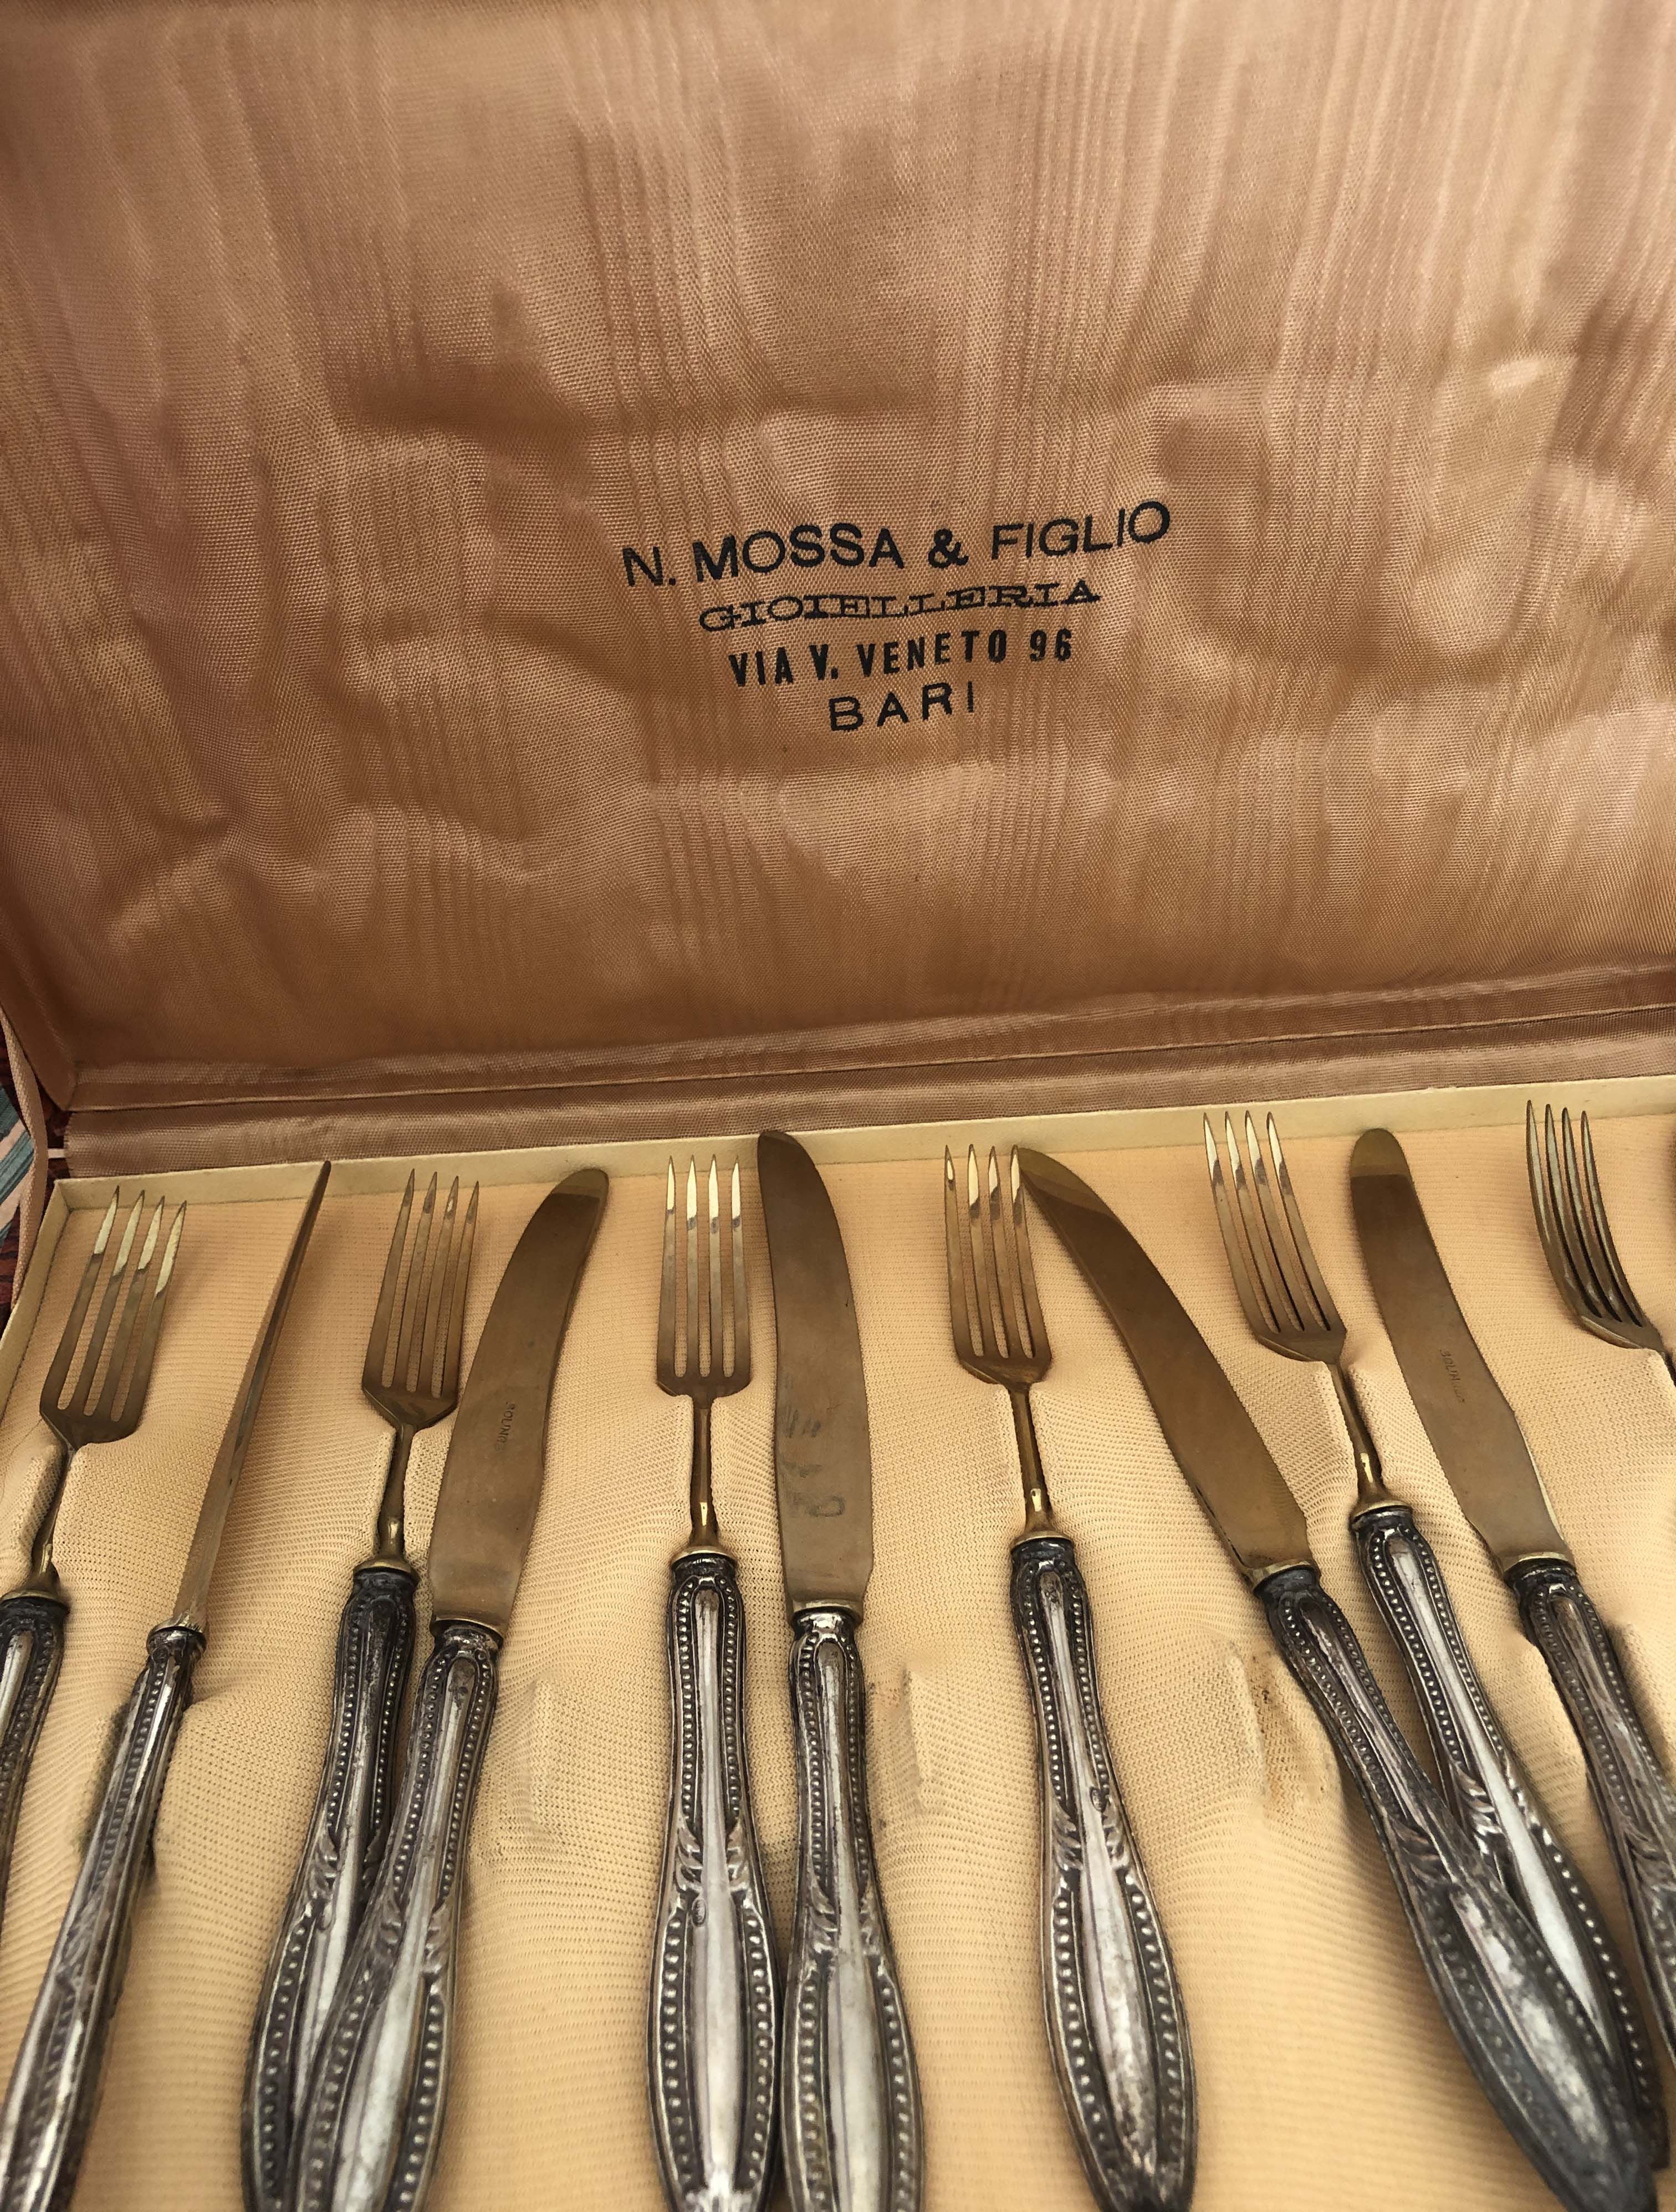 N. MOSSA & FIGLIO
GIOIELLERIA
VIA V. VENETO 96
BARI